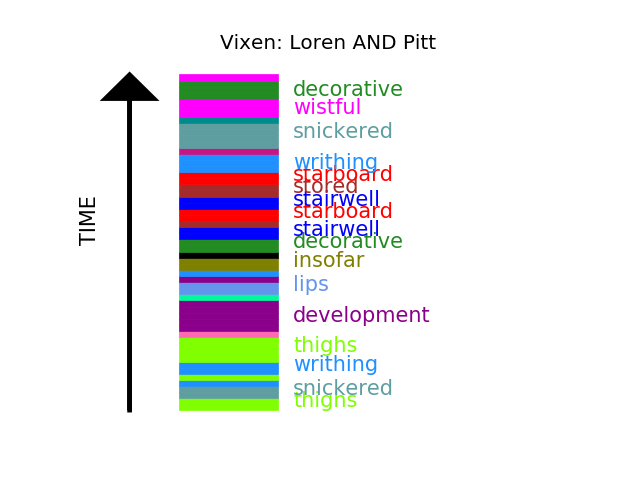 Vixen: Loren AND Pitt
TIME
decorative
wistful
snickered
writhing
starboard
stored
stairwell
starboard
stairwell
decorative
insofar
lips
development
thighs
writhing
snickered
thighs